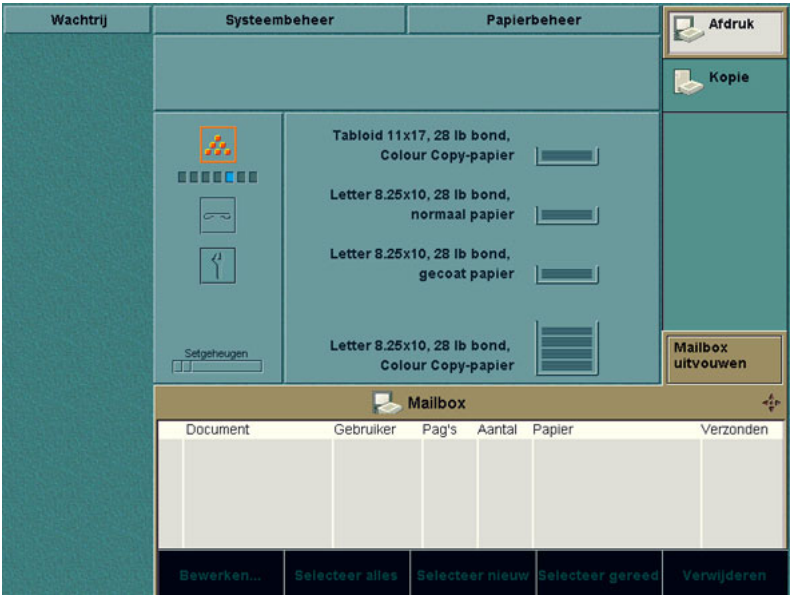 Wachtrij
Systeembeheer
Papierbeheer
Afdruk
Kopie
Tabloid 11x17, 28 lb bond,
Colour Copy-papier
Letter 8.25x10, 28 lb bond,
normaal papier
Letter 8.25x10, 28 lb bond,
gecoat papier
Setgeheugen
Letter 8.25x10, 28 lb bond,
Colour Copy-papier
Mailbox
uitvouwen
Mailbox
Document Gebruiker Pag's Aantal Papier Verzonden
Bewerken... Selecteer alles Selecteer nieuw Selecteer gereed Verwijderen